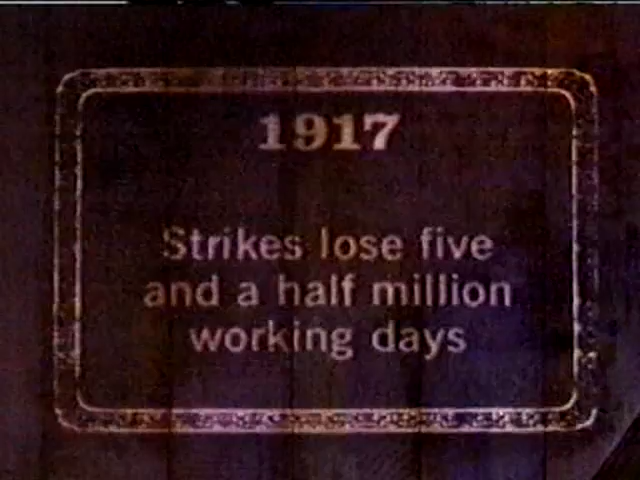 1917
Strikes lose five
and a half million
working days